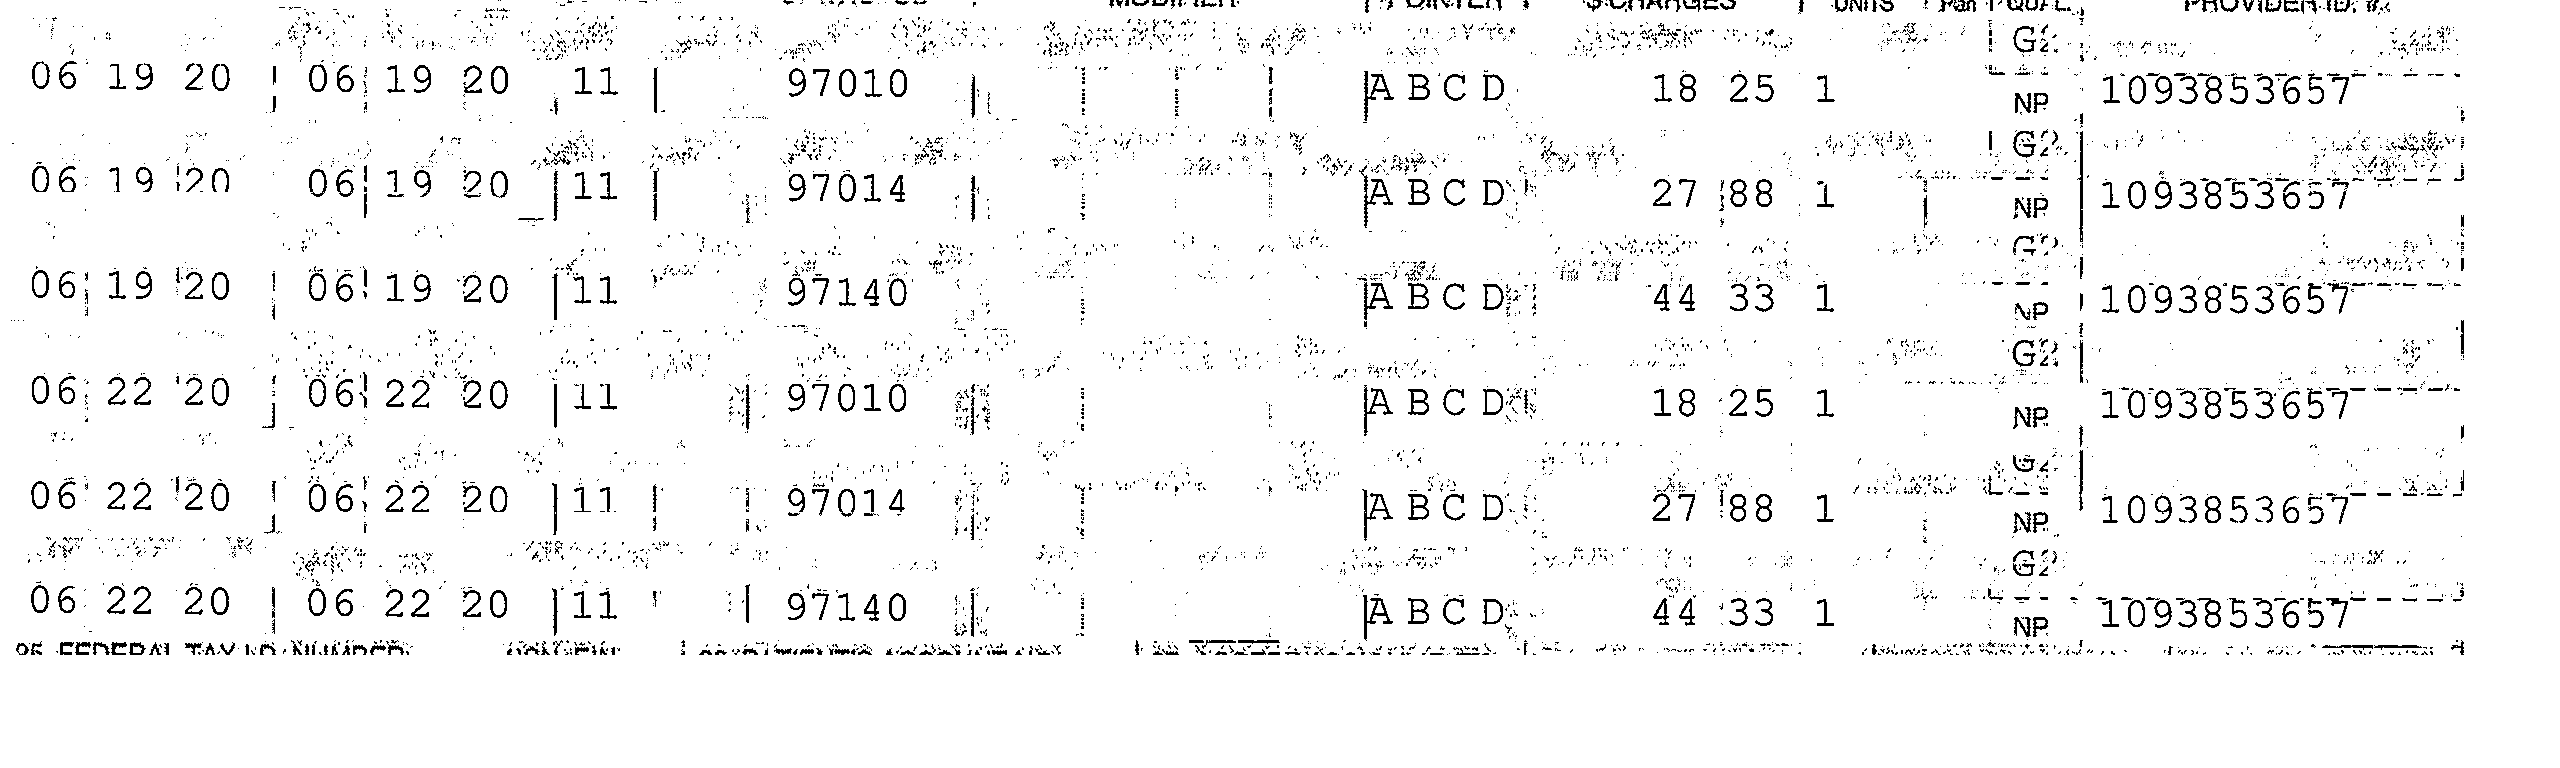 MODIFIER POINTER $ CHARGES UNITS QUAL. PROVIDER ID. #
G2
06 19 20 06 19 20 11 97010 A B C D 18 25 1 NP 1093853657
G2
06 19 20 06 19 20 11 97014 A B C D 27 88 1 NP 1093853657
G2
06 19 20 06 19 20 11 97140 A B C D 44 33 1 NP 1093853657
G2
06 22 20 06 22 20 11 97010 A B C D 18 25 1 NP 1093853657
G2
06 22 20 06 22 20 11 97014 A B C D 27 88 1 NP 1093853657
G2
06 22 20 06 22 20 11 97140 A B C D 44 33 1 NP 1093853657
25 FEDERAL TAX I.D. NUMBER